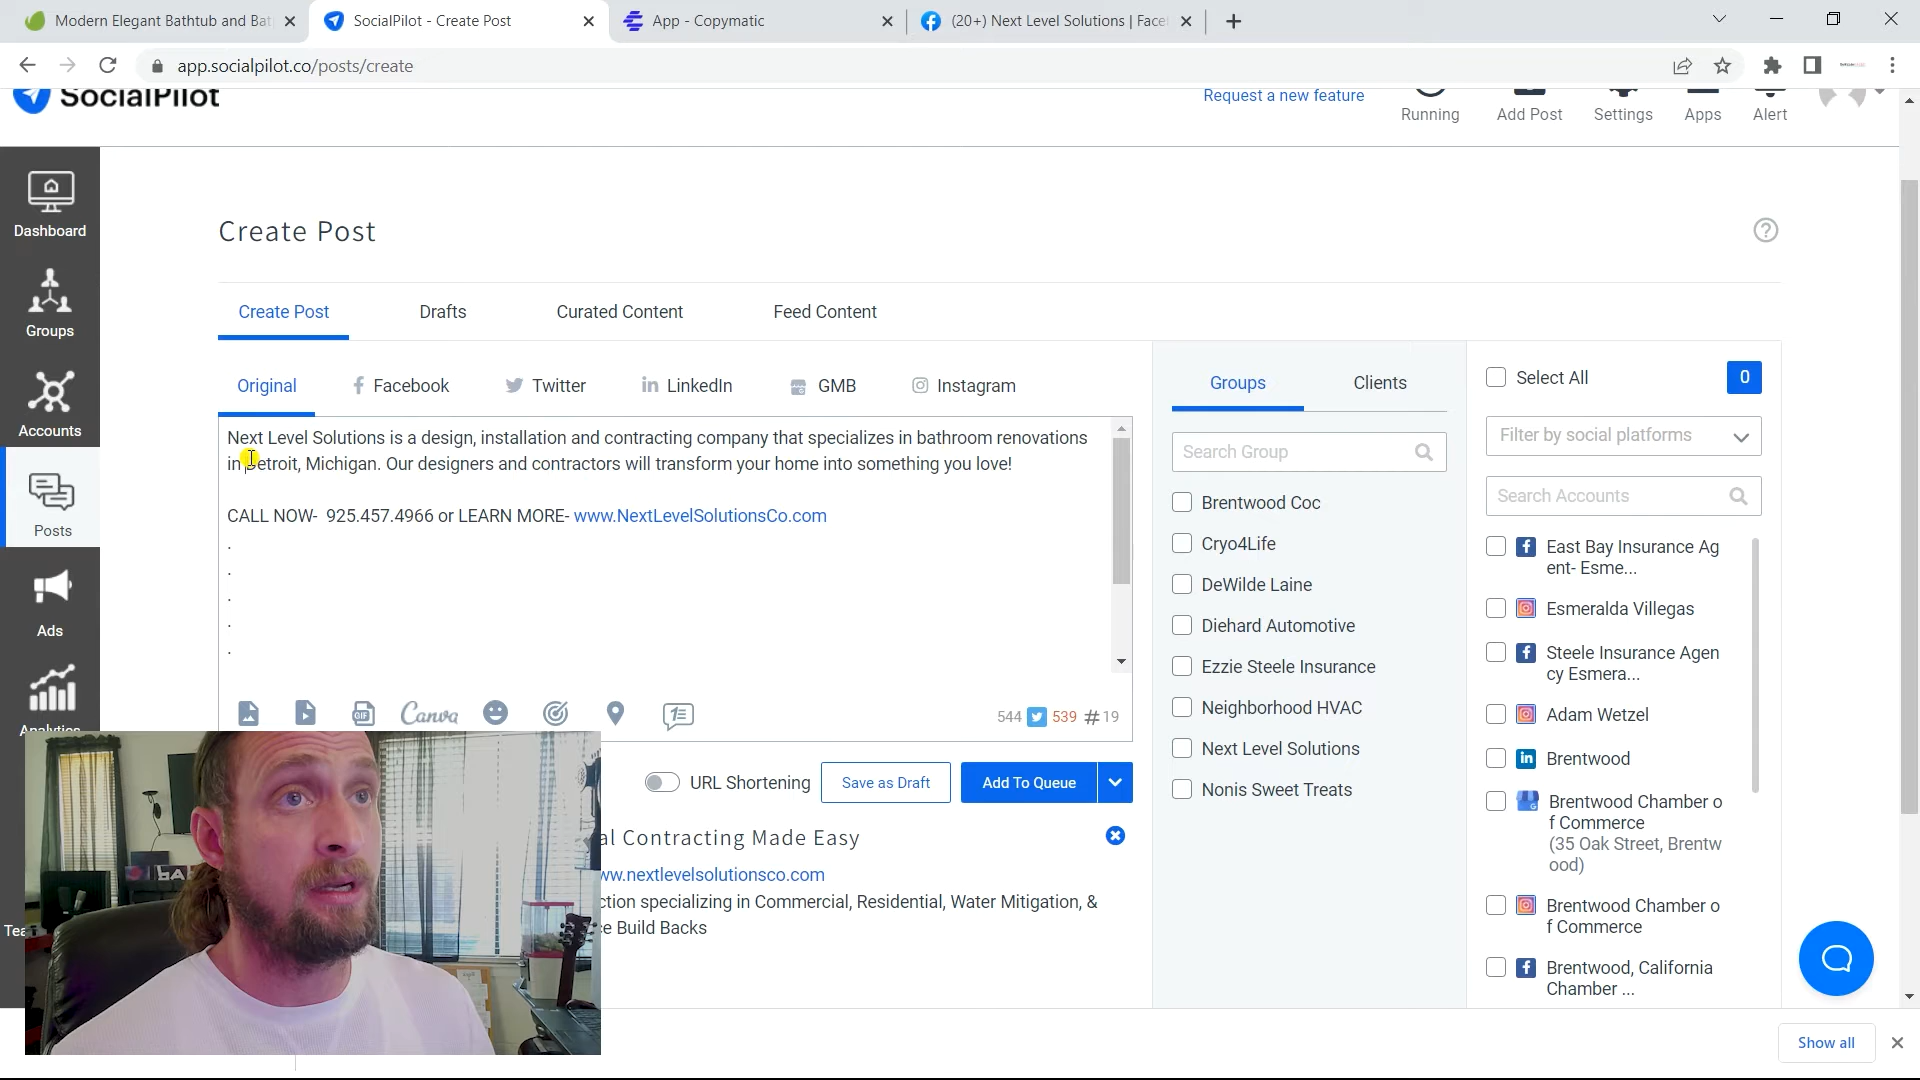 Modern Elegant Bathtub and Bat
SocialPilot - Create Post
App - Copymatic
(20+) Next Level Solutions | Face
app.socialpilot.co/posts/create
SocialPilot
Request a new feature
Running
Add Post
Settings
Apps
Alert
Dashboard
Groups
Accounts
Posts
Ads
Analytics
Create Post
Create Post
Drafts
Curated Content
Feed Content
Original
Facebook
Twitter
LinkedIn
GMB
Instagram
Next Level Solutions is a design, installation and contracting company that specializes in bathroom renovations
in Detroit, Michigan. Our designers and contractors will transform your home into something you love!
CALL NOW- 925.457.4966 or LEARN MORE- www.NextLevelSolutionsCo.com
.
.
.
.
.
GIF
Canva
544
539
#19
URL Shortening
Save as Draft
Add To Queue
al Contracting Made Easy
ww.nextlevelsolutionsco.com
ction specializing in Commercial, Residential, Water Mitigation, &
e Build Backs
Groups
Clients
Search Group
Brentwood Coc
Cryo4Life
DeWilde Laine
Diehard Automotive
Ezzie Steele Insurance
Neighborhood HVAC
Next Level Solutions
Nonis Sweet Treats
Select All
0
Filter by social platforms
Search Accounts
East Bay Insurance Ag
ent- Esme...
Esmeralda Villegas
Steele Insurance Agen
cy Esmera...
Adam Wetzel
Brentwood
Brentwood Chamber o
f Commerce
(35 Oak Street, Brentw
ood)
Brentwood Chamber o
f Commerce
Brentwood, California
Chamber ...
Show all